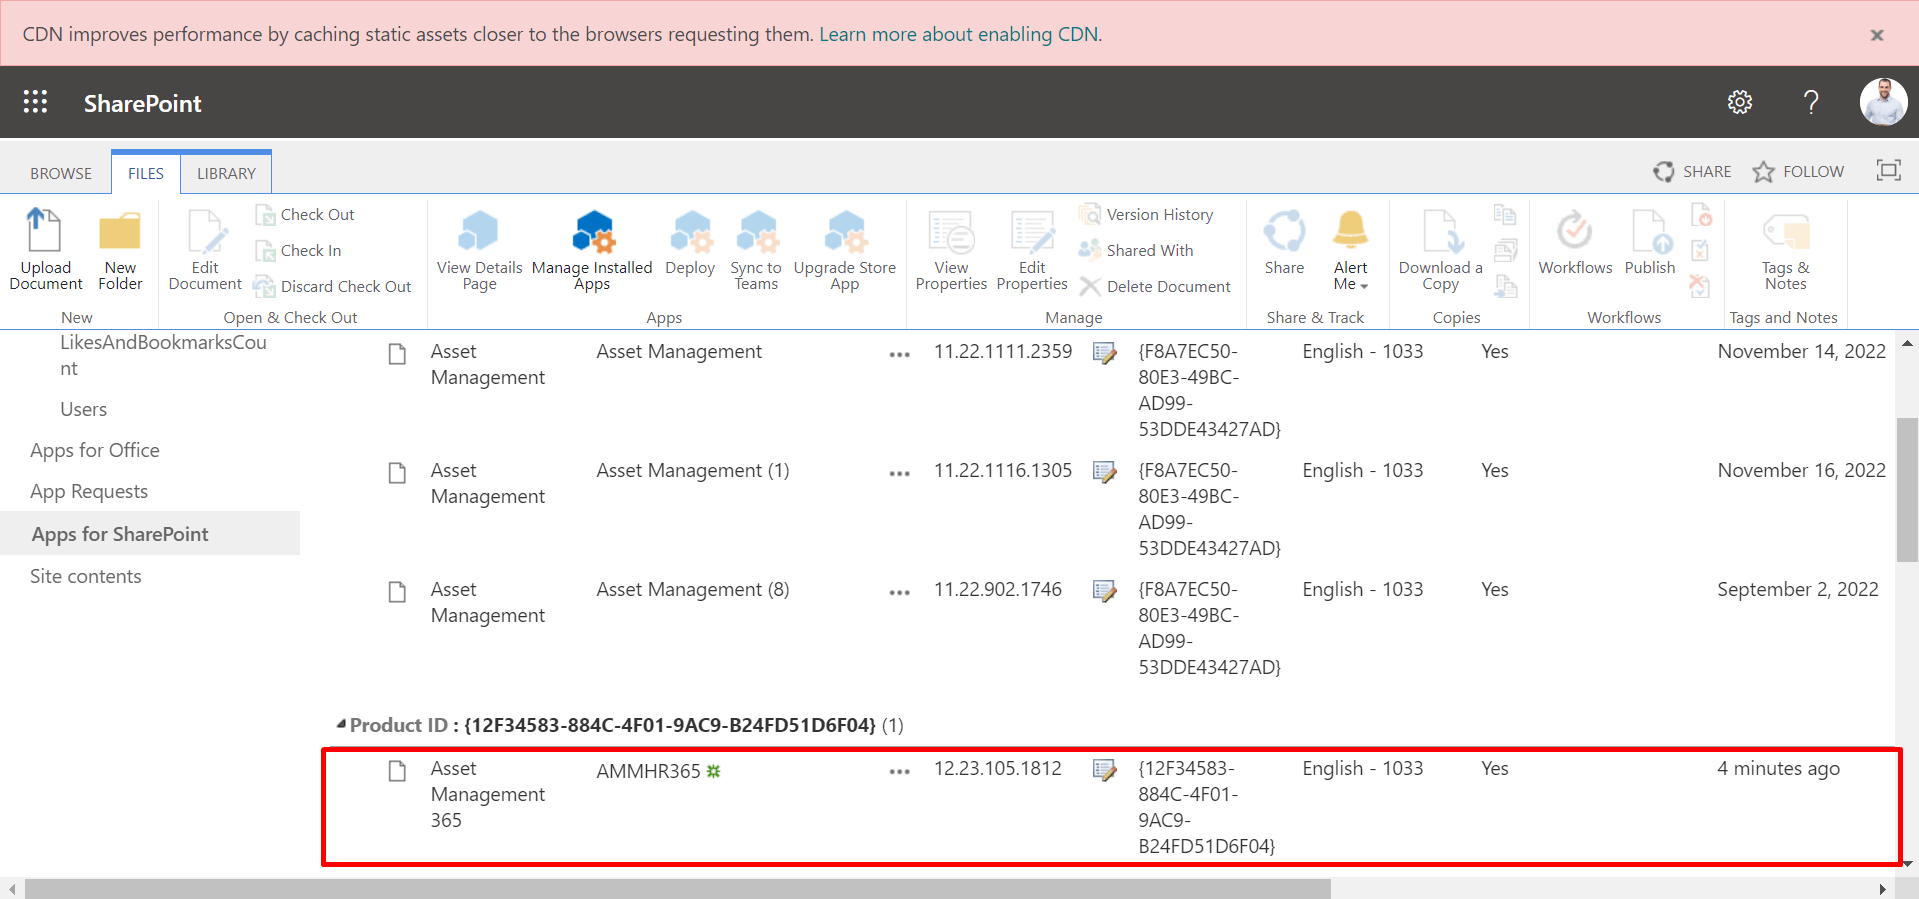 CDN improves performance by caching static assets closer to the browsers requesting them. Learn more about enabling CDN.
SharePoint
BROWSE FILES LIBRARY SHARE FOLLOW
Upload Document
New Folder
New
Edit Document
Check Out
Check In
Discard Check Out
Open & Check Out
View Details Page
Manage Installed Apps
Deploy
Sync to Teams
Upgrade Store App
Apps
View Properties
Edit Properties
Version History
Shared With
Delete Document
Manage
Share
Alert Me
Share & Track
Download a Copy
Copies
Workflows
Publish
Workflows
Tags & Notes
Tags and Notes
LikesAndBookmarksCou
nt
Users
Apps for Office
App Requests
Apps for SharePoint
Site contents
Asset Management Asset Management ••• 11.22.1111.2359 {F8A7EC50-80E3-49BC-AD99-53DDE43427AD} English - 1033 Yes November 14, 2022
Asset Management Asset Management (1) ••• 11.22.1116.1305 {F8A7EC50-80E3-49BC-AD99-53DDE43427AD} English - 1033 Yes November 16, 2022
Asset Management Asset Management (8) ••• 11.22.902.1746 {F8A7EC50-80E3-49BC-AD99-53DDE43427AD} English - 1033 Yes September 2, 2022
Product ID : {12F34583-884C-4F01-9AC9-B24FD51D6F04} (1)
Asset Management 365 AMMHR365 ••• 12.23.105.1812 {12F34583-884C-4F01-9AC9-B24FD51D6F04} English - 1033 Yes 4 minutes ago